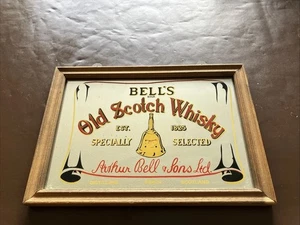 BELL'S
Old Scotch Whisky
EST. 1825
SPECIALLY SELECTED
Arthur Bell & Sons Ltd